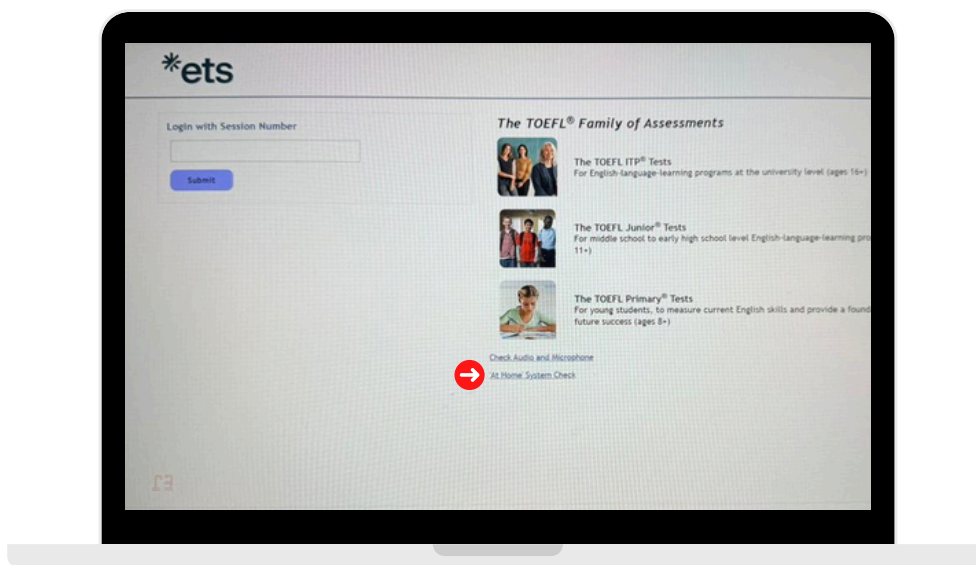 *ets
Login with Session Number
Submit
The TOEFL® Family of Assessments
The TOEFL ITP® Tests
For English-language-learning programs at the university level (ages 16+)
The TOEFL Junior® Tests
For middle school to early high school level English-language-learning pro
11+)
The TOEFL Primary® Tests
For young students, to measure current English skills and provide a found
future success (ages 8+)
Check Audio and Microphone
'At Home' System Check